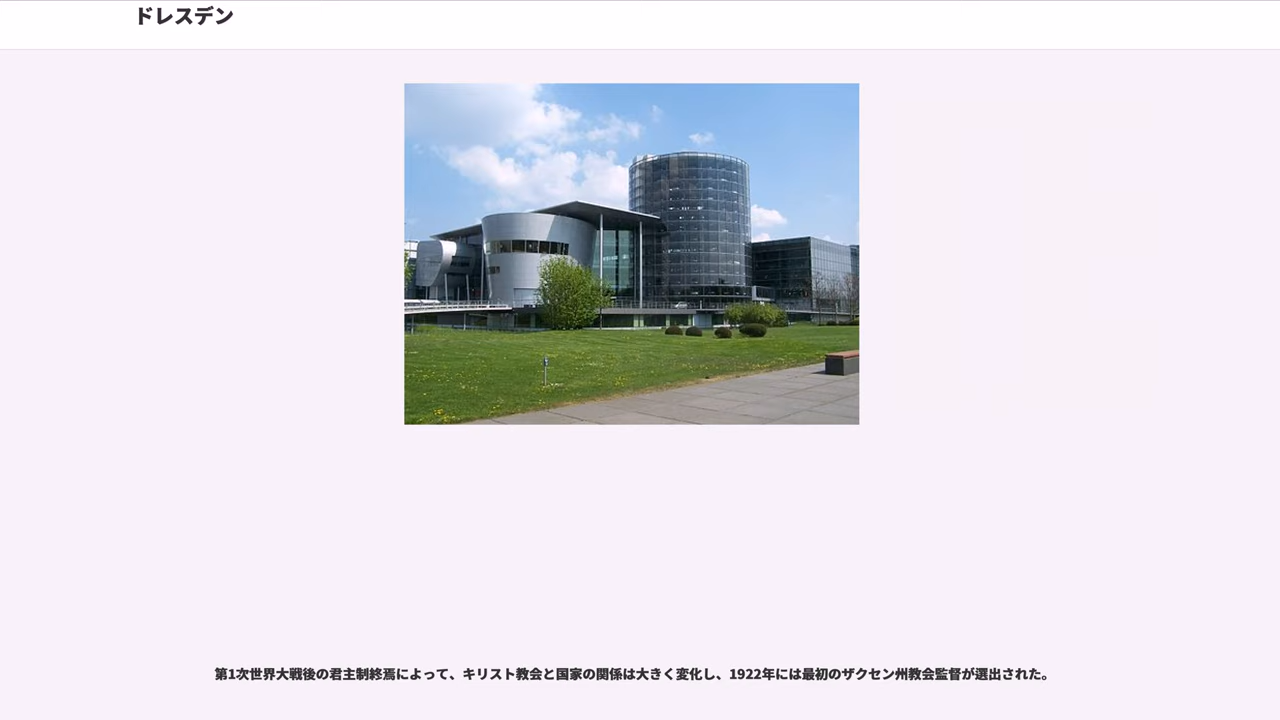 ドレスデン
第1次世界大戦後の君主制終焉によって、キリスト教会と国家の関係は大きく変化し、1922年には最初のザクセン州教会監督が選出された。